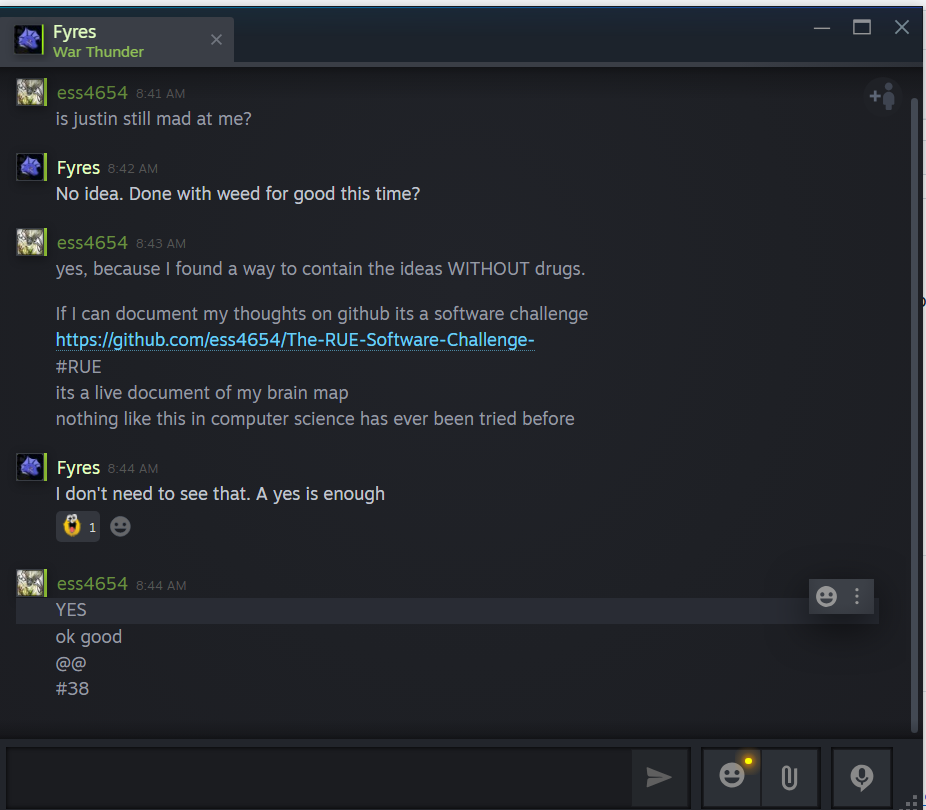 Fyres
War Thunder
ess4654 8:41 AM
is justin still mad at me?
Fyres 8:42 AM
No idea. Done with weed for good this time?
ess4654 8:43 AM
yes, because I found a way to contain the ideas WITHOUT drugs.
If I can document my thoughts on github its a software challenge
https://github.com/ess4654/The-RUE-Software-Challenge-
#RUE
its a live document of my brain map
nothing like this in computer science has ever been tried before
Fyres 8:44 AM
I don't need to see that. A yes is enough
1
ess4654 8:44 AM
YES
ok good
@@
#38